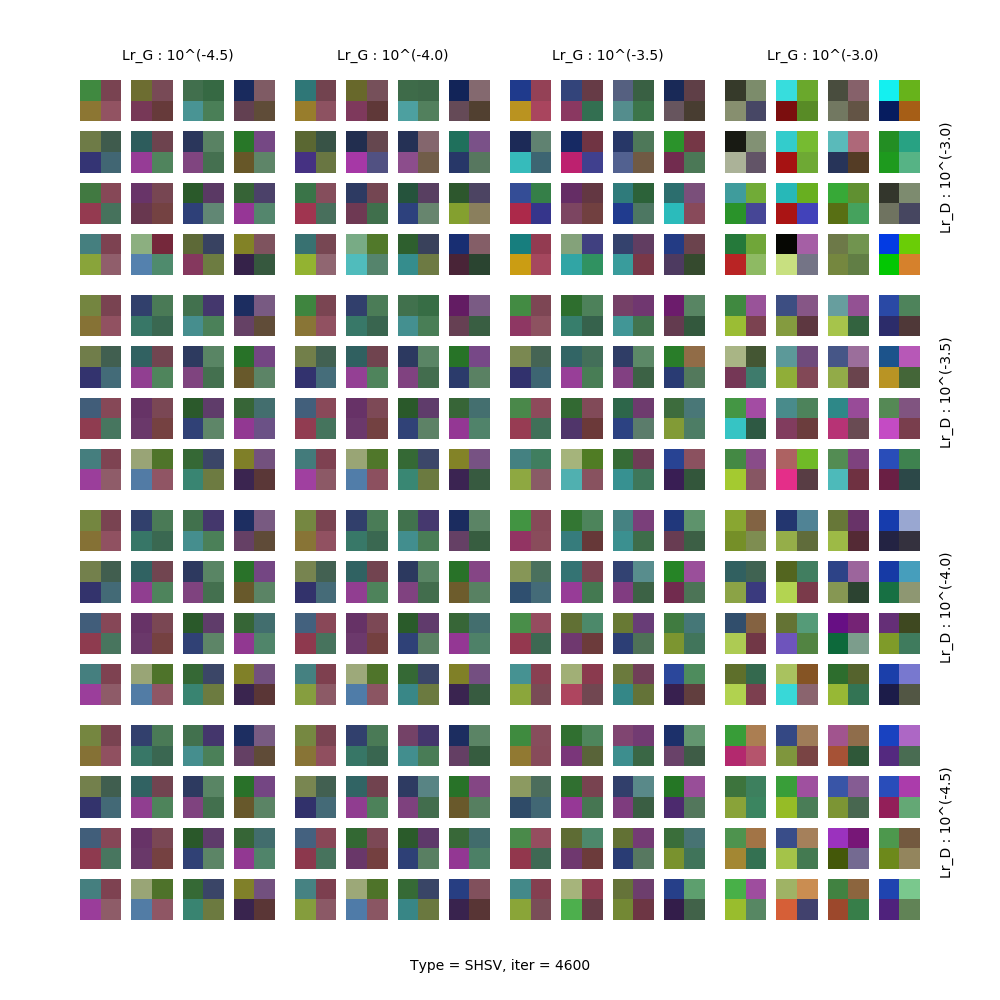 Lr_G : 10^(-4.5)
Lr_G : 10^(-4.0)
Lr_G : 10^(-3.5)
Lr_G : 10^(-3.0)
Lr_D : 10^(-3.0)
Lr_D : 10^(-3.5)
Lr_D : 10^(-4.0)
Lr_D : 10^(-4.5)
Type = SHSV, iter = 4600